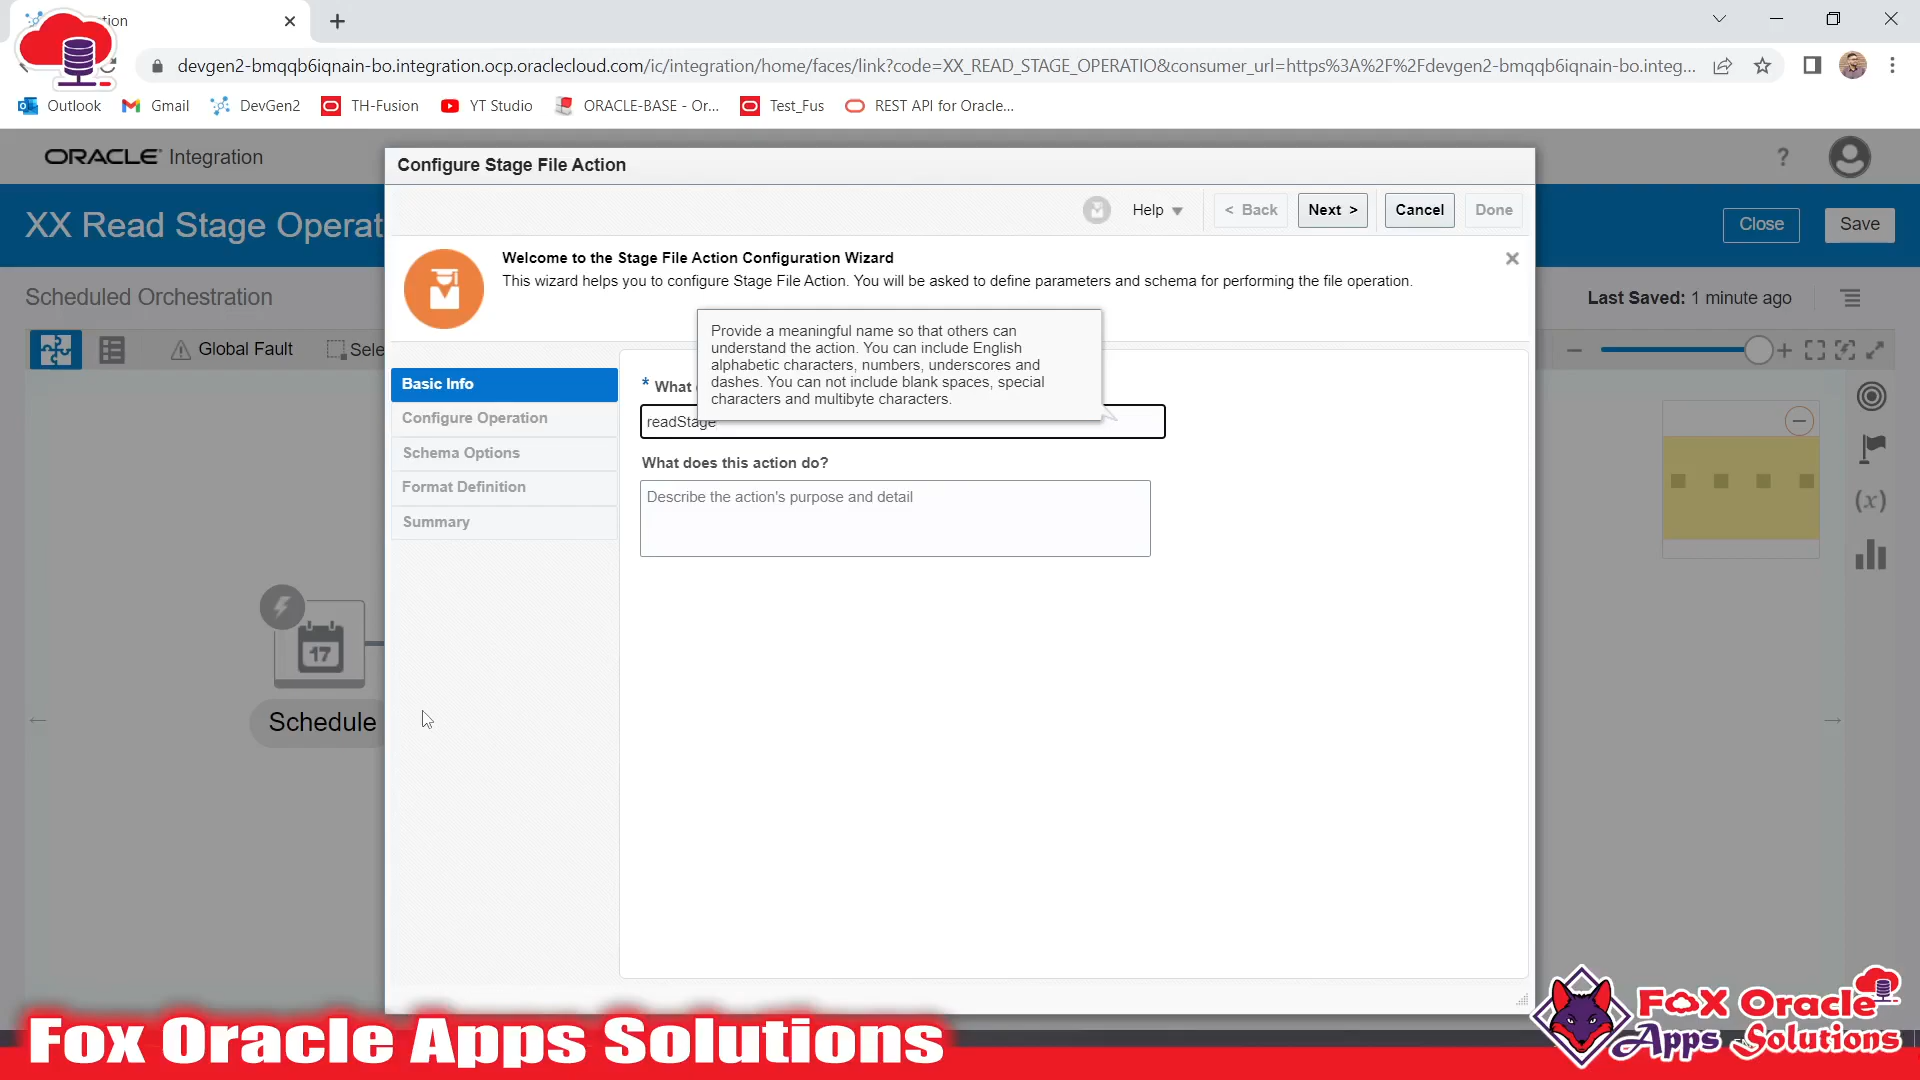 ction
devgen2-bmqqb6iqnain-bo.integration.ocp.oraclecloud.com/ic/integration/home/faces/link?code=XX_READ_STAGE_OPERATIO&consumer_url=https%3A%2F%2Fdevgen2-bmqqb6iqnain-bo.integ...
Outlook Gmail DevGen2 TH-Fusion YT Studio ORACLE-BASE - Or... Test_Fus REST API for Oracle...
ORACLE Integration ?
Configure Stage File Action
XX Read Stage Operat
Help < Back Next > Cancel Done
Close Save
Welcome to the Stage File Action Configuration Wizard
This wizard helps you to configure Stage File Action. You will be asked to define parameters and schema for performing the file operation.
Scheduled Orchestration
Last Saved: 1 minute ago
Global Fault Sele
Provide a meaningful name so that others can
understand the action. You can include English
alphabetic characters, numbers, underscores and
dashes. You can not include blank spaces, special
characters and multibyte characters.
Basic Info
Configure Operation
Schema Options
Format Definition
Summary
* What
readStage
What does this action do?
Describe the action's purpose and detail
(x)
17
Schedule
Fox Oracle Apps Solutions
FOX Oracle
Apps Solutions